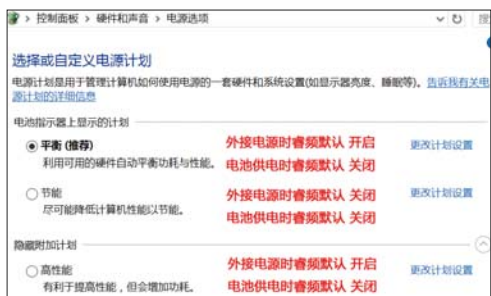 控制面板 > 硬件和声音 > 电源选项
选择或自定义电源计划
电源计划是用于管理计算机如何使用电源的一套硬件和系统设置(如显示器亮度、睡眠等)。告诉我有关电
源计划的详细信息
电池指示器上显示的计划
平衡 (推荐) 外接电源时睿频默认 开启 更改计划设置
利用可用的硬件自动平衡功耗与性能。 电池供电时睿频默认 关闭
节能 外接电源时睿频默认 关闭 更改计划设置
尽可能降低计算机性能以节能。 电池供电时睿频默认 关闭
隐藏附加计划
高性能 外接电源时睿频默认 开启 更改计划设置
有利于提高性能，但会增加功耗。 电池供电时睿频默认 关闭